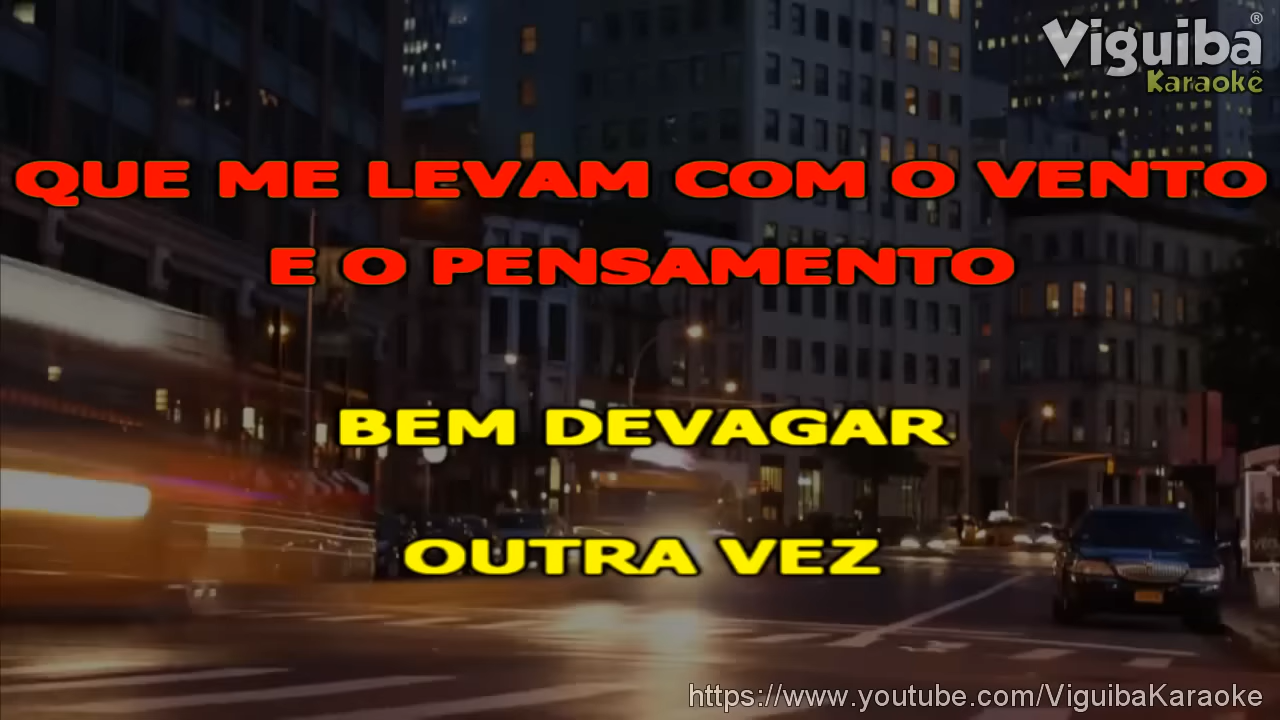 Viguiba®
Karaokê
QUE ME LEVAM COM O VENTO
E O PENSAMENTO
BEM DEVAGAR
OUTRA VEZ
https://www.youtube.com/ViguibaKaraoke